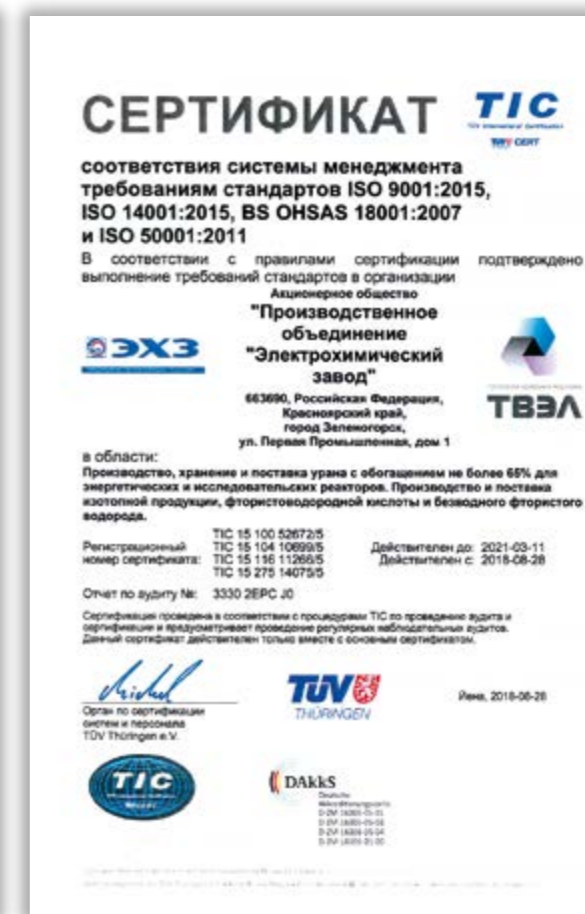 СЕРТИФИКАТ
TIC
TÜV International Certification
TÜV CERT
соответствия системы менеджмента
требованиям стандартов ISO 9001:2015,
ISO 14001:2015, BS OHSAS 18001:2007
и ISO 50001:2011
В соответствии с правилами сертификации подтверждено
выполнение требований стандартов в организации
Акционерное общество
"Производственное
объединение
"Электрохимический
завод"
ЭХЗ
ТВЭЛ
663690, Российская Федерация,
Красноярский край,
город Зеленогорск,
ул. Первая Промышленная, дом 1
в области:
Производство, хранение и поставка урана с обогащением не более 65% для
энергетических и исследовательских реакторов. Производство и поставка
изотопной продукции, фтористоводородной кислоты и безводного фтористого
водорода.
Регистрационный
номер сертификата:
TIC 15 100 52672/5
TIC 15 104 10699/5
TIC 15 116 11266/5
TIC 15 275 14075/5
Действителен до: 2021-03-11
Действителен с: 2018-08-28
Отчет по аудиту №: 3330 2EPC J0
Сертификация проведена в соответствии с процедурами TIC по проведению аудита и
сертификации и предусматривает проведение регулярных наблюдательных аудитов.
Данный сертификат действителен только вместе с основным сертификатом.
Орган по сертификации
систем и персонала
TÜV Thüringen e.V.
TÜV
THÜRINGEN
Йена, 2018-08-28
TIC
DAkkS
Deutsche
Akkreditierungsstelle